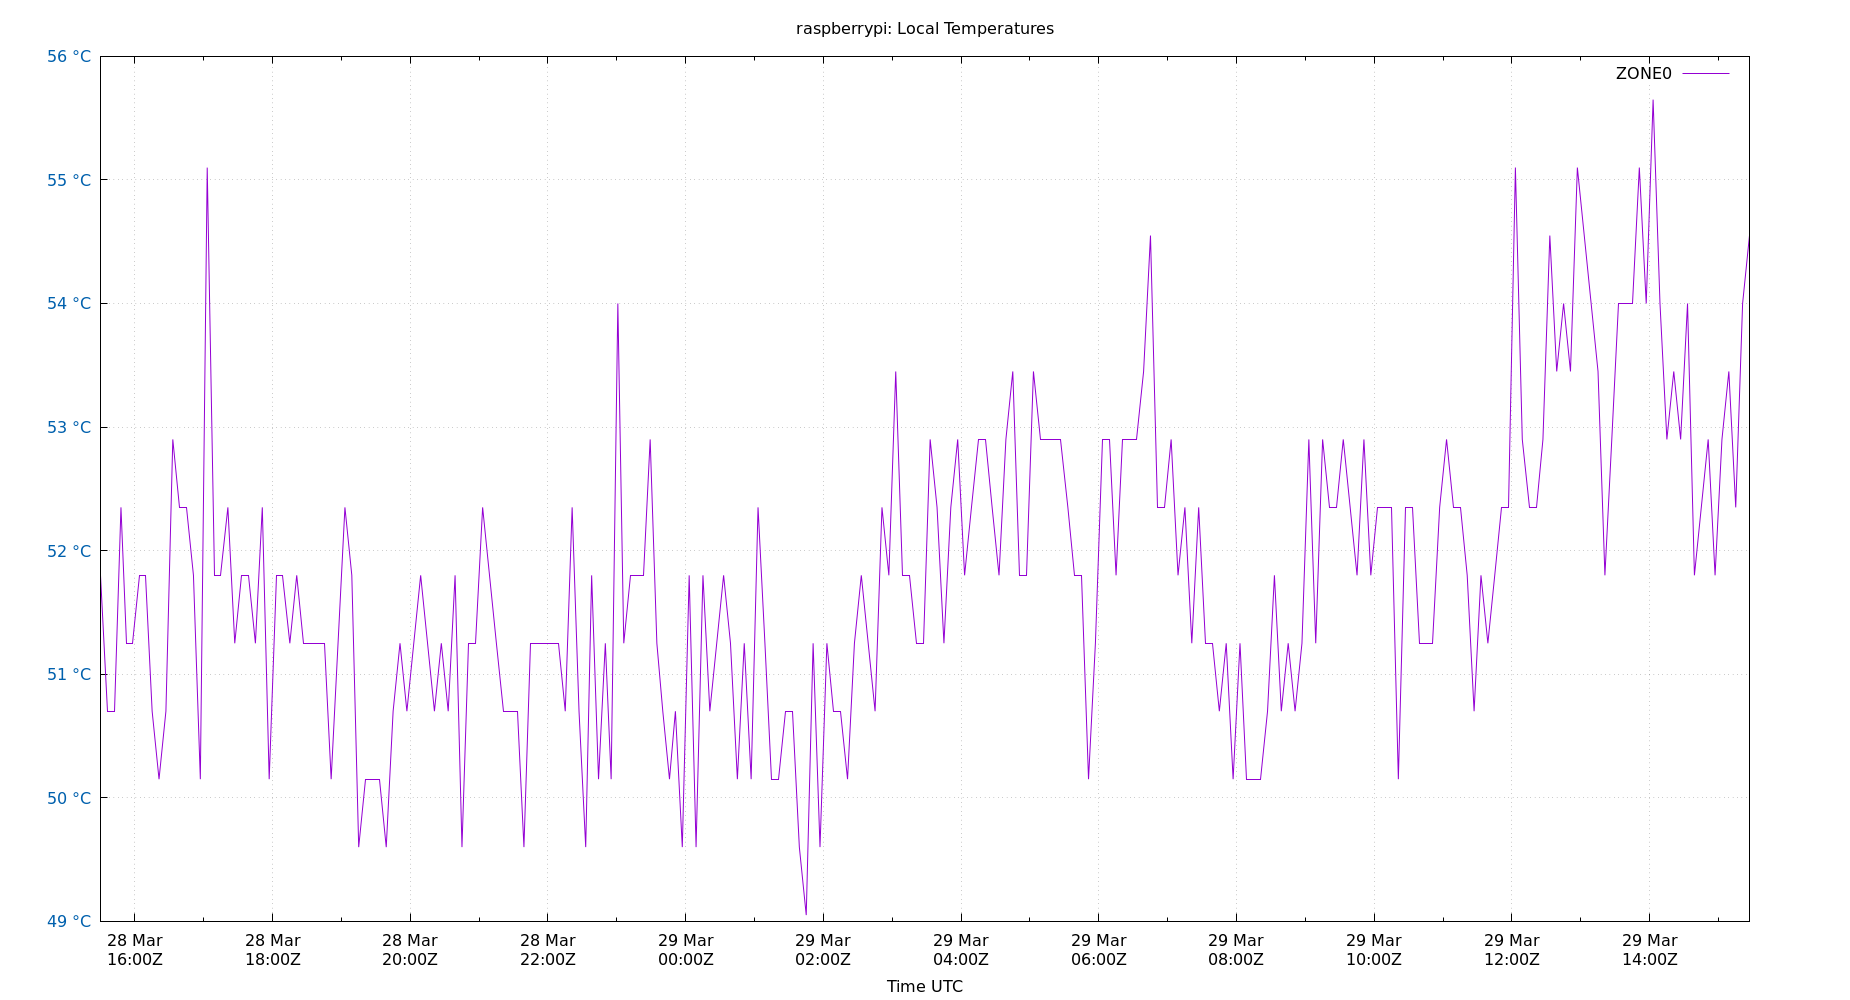 raspberrypi: Local Temperatures
56 °C
ZONE0
55 °C
54 °C
53 °C
52 °C
51 °C
50 °C
49 °C
28 Mar 28 Mar 28 Mar 28 Mar 29 Mar 29 Mar 29 Mar 29 Mar 29 Mar 29 Mar 29 Mar 29 Mar
16:00Z 18:00Z 20:00Z 22:00Z 00:00Z 02:00Z 04:00Z 06:00Z 08:00Z 10:00Z 12:00Z 14:00Z
Time UTC